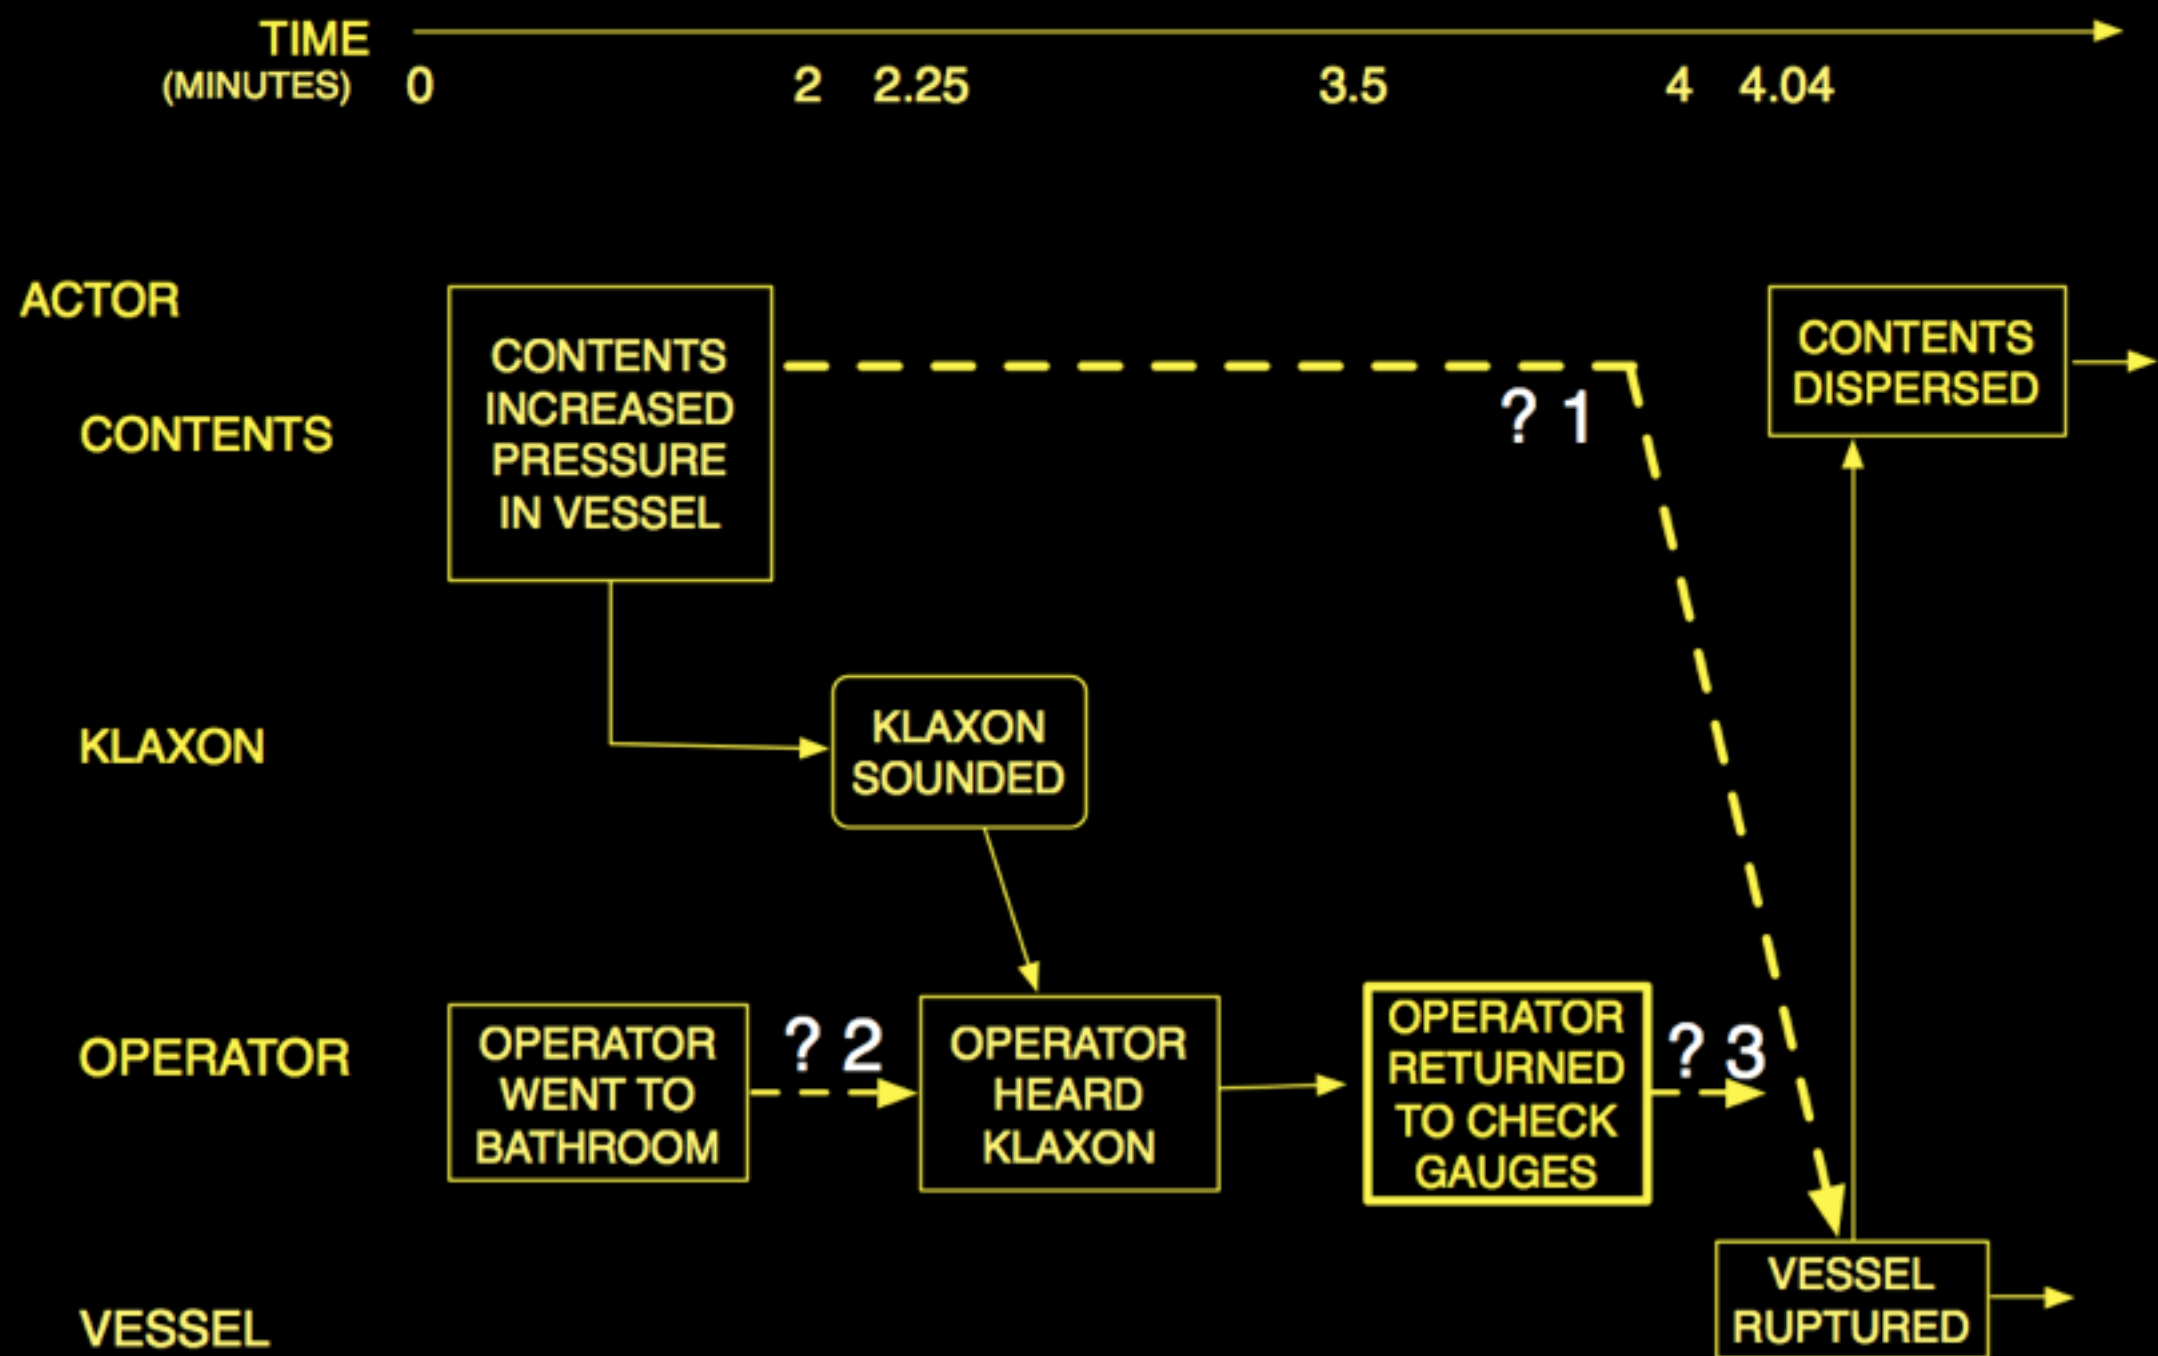 TIME
(MINUTES) 0 2 2.25 3.5 4 4.04
ACTOR
CONTENTS
INCREASED
PRESSURE
IN VESSEL
CONTENTS
DISPERSED
? 1
CONTENTS
KLAXON
KLAXON
SOUNDED
OPERATOR
OPERATOR
WENT TO
BATHROOM
? 2
OPERATOR
HEARD
KLAXON
OPERATOR
RETURNED
TO CHECK
GAUGES
? 3
VESSEL
VESSEL
RUPTURED